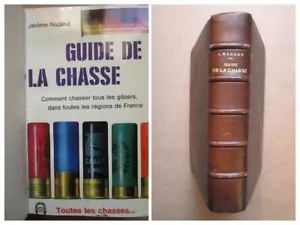 Jérôme Nadaud
GUIDE DE
LA CHASSE
Comment chasser tous les gibiers,
dans toutes les régions de France
Toutes les chasses...
GUIDE
DE LA CHASSE